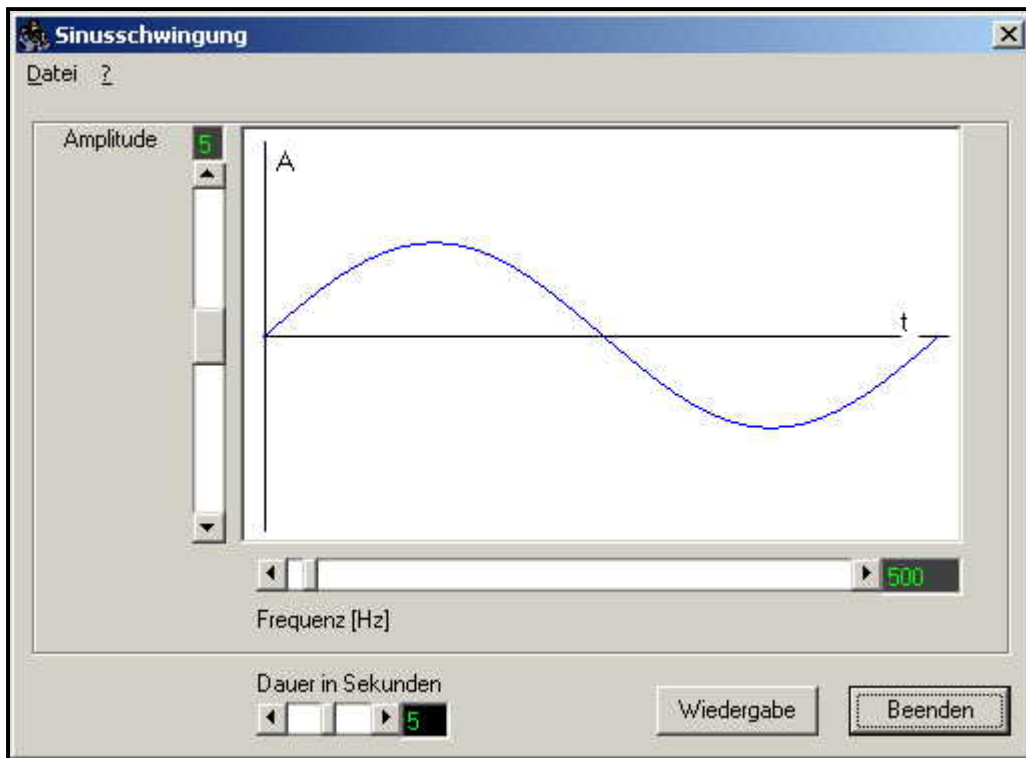 Sinusschwingung
Datei ?
Amplitude 5
A
t
500
Frequenz [Hz]
Dauer in Sekunden
5
Wiedergabe Beenden